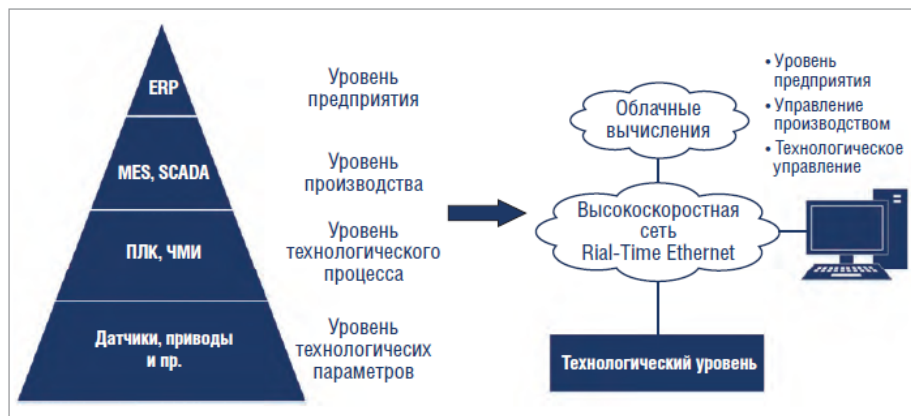 ERP
Уровень
предприятия
MES, SCADA
Уровень
производства
ПЛК, ЧМИ
Уровень
технологического
процесса
Датчики, приводы
и пр.
Уровень
технологичесих
параметров
Облачные
вычисления
• Уровень
предприятия
• Управление
производством
• Технологическое
управление
Высокоскоростная
сеть
Rial-Time Ethernet
Технологический уровень